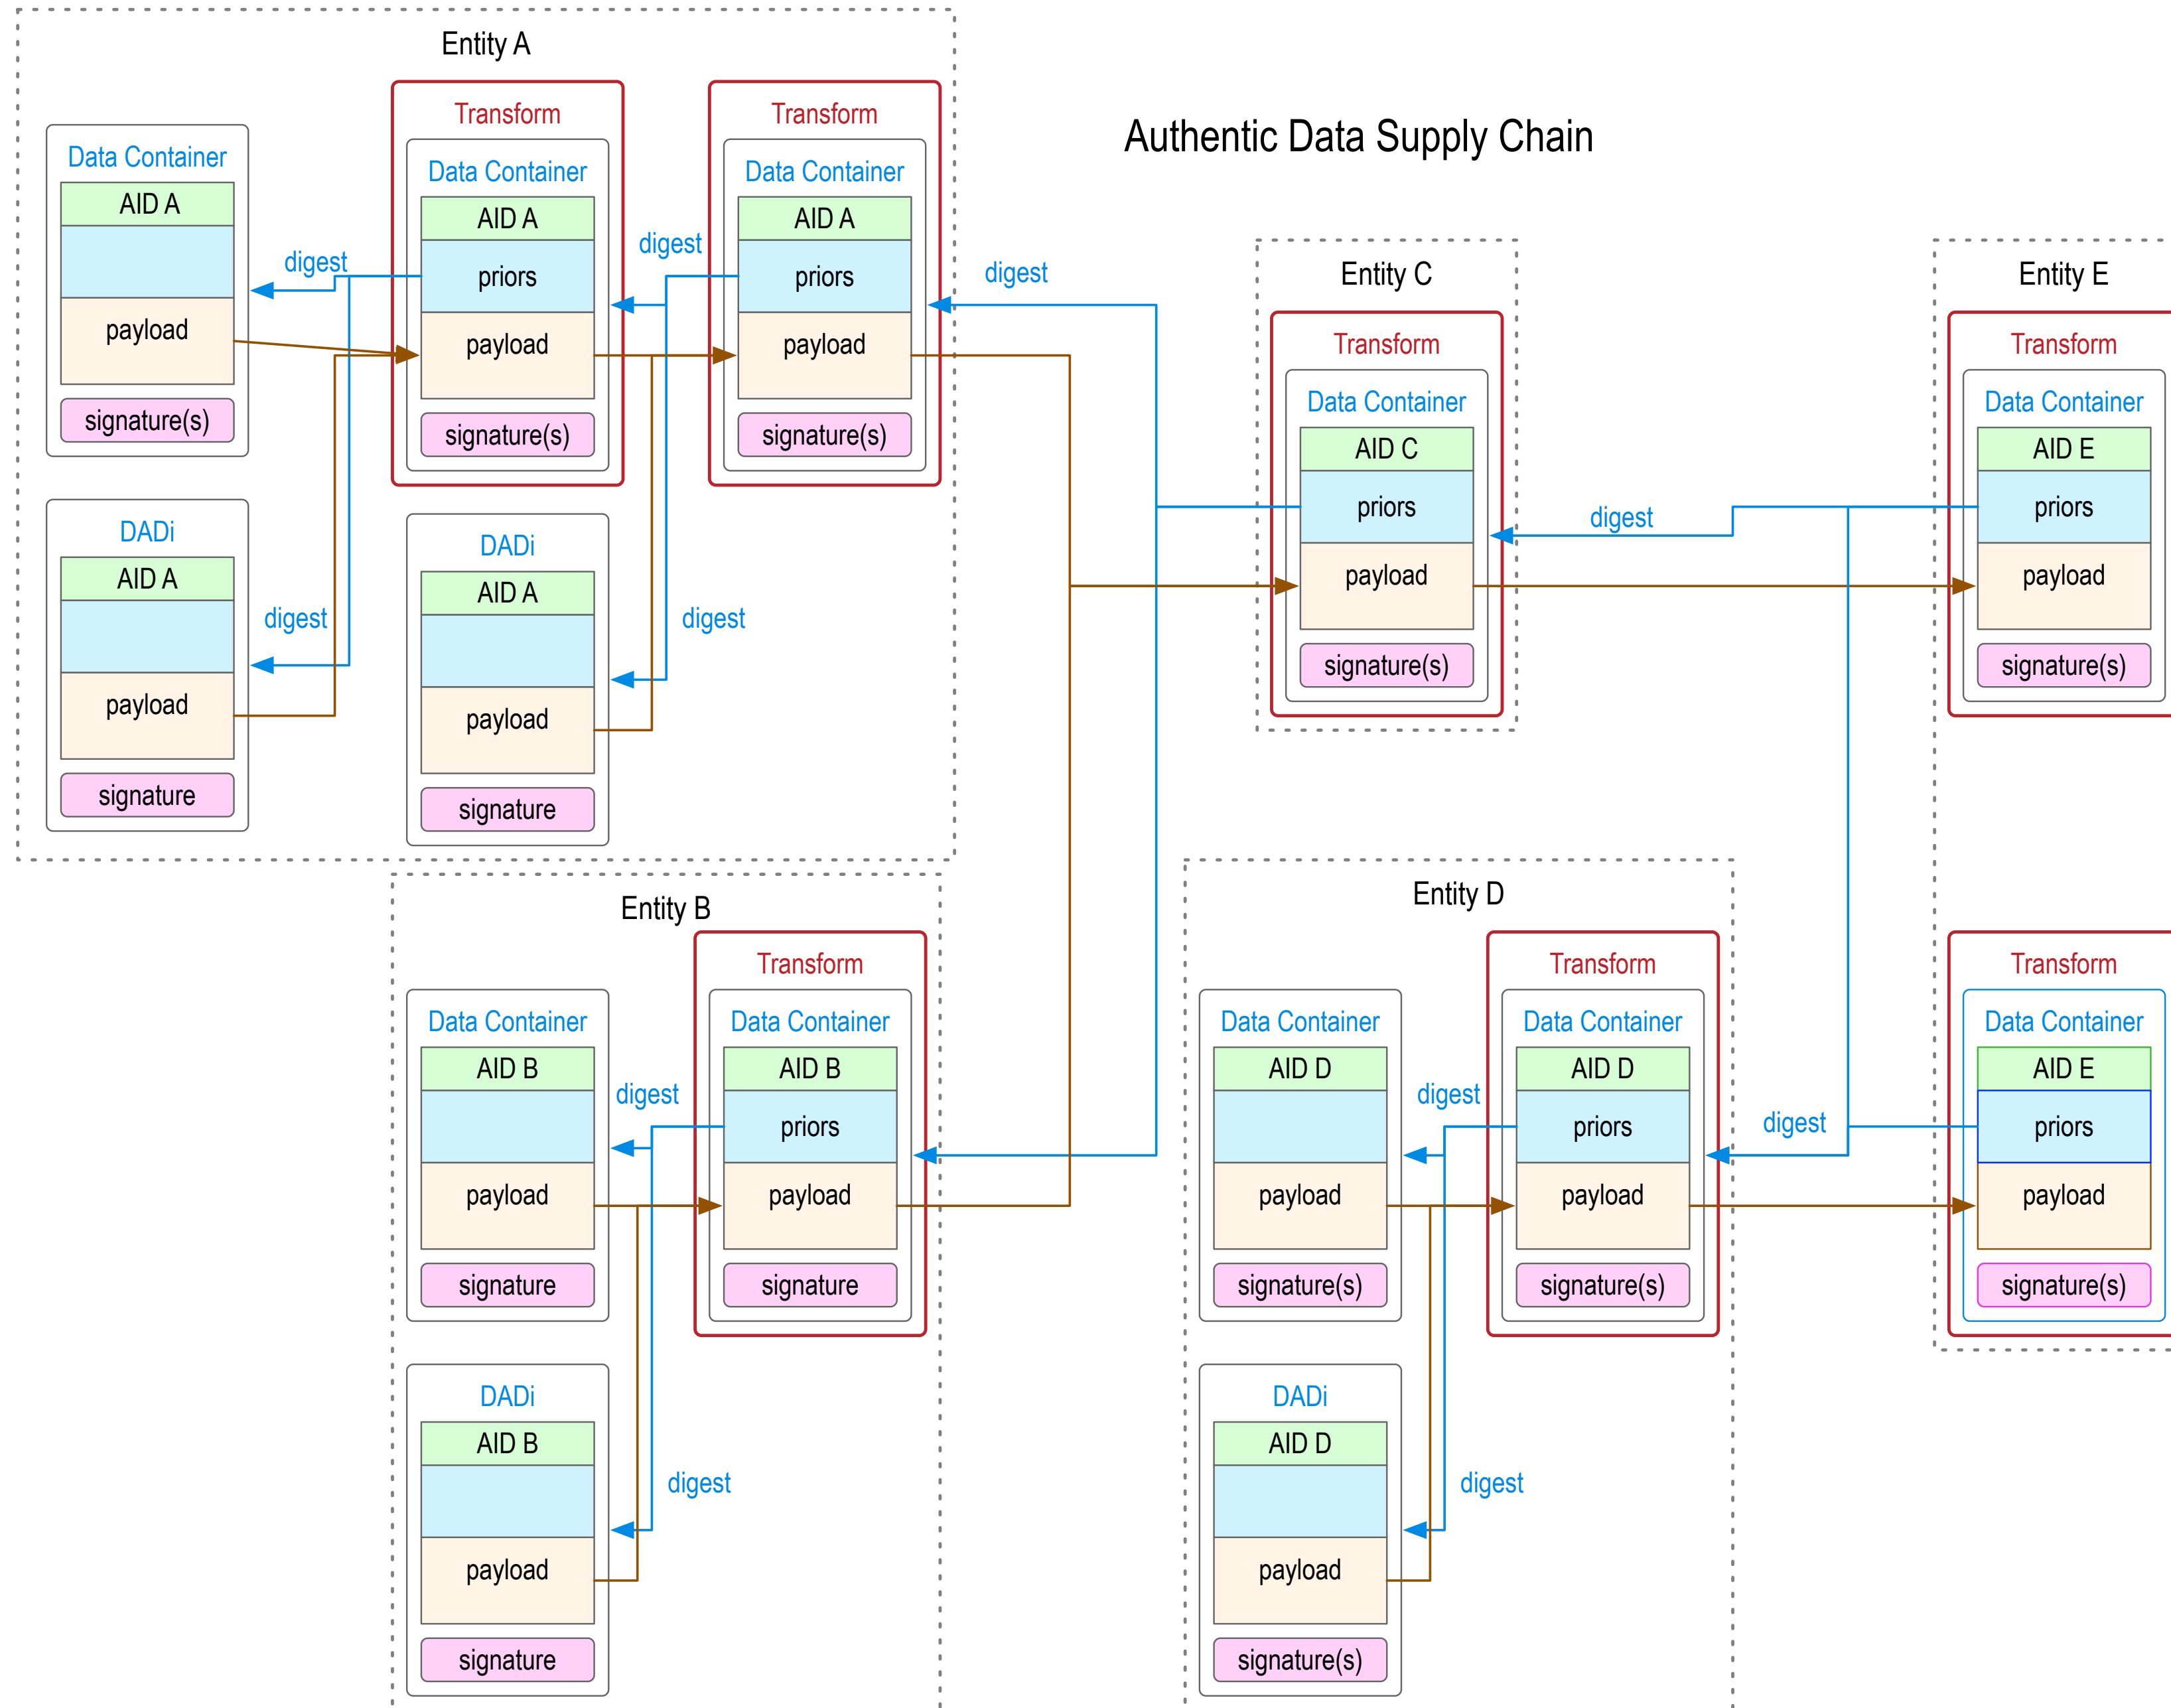 Entity A
Transform
Transform
Authentic Data Supply Chain
Data Container
AID A
payload
signature(s)
digest
Data Container
AID A
priors
payload
signature(s)
digest
Data Container
AID A
priors
payload
signature(s)
digest
DADi
AID A
payload
signature
digest
DADi
AID A
payload
signature
digest
Entity C
Transform
Data Container
AID C
priors
payload
signature(s)
digest
Entity E
Transform
Data Container
AID E
priors
payload
signature(s)
Entity B
Data Container
AID B
payload
signature
digest
Transform
Data Container
AID B
priors
payload
signature
DADi
AID B
payload
signature
digest
Entity D
Data Container
AID D
payload
signature(s)
digest
Transform
Data Container
AID D
priors
payload
signature(s)
digest
DADi
AID D
payload
signature(s)
digest
Transform
Data Container
AID E
priors
payload
signature(s)